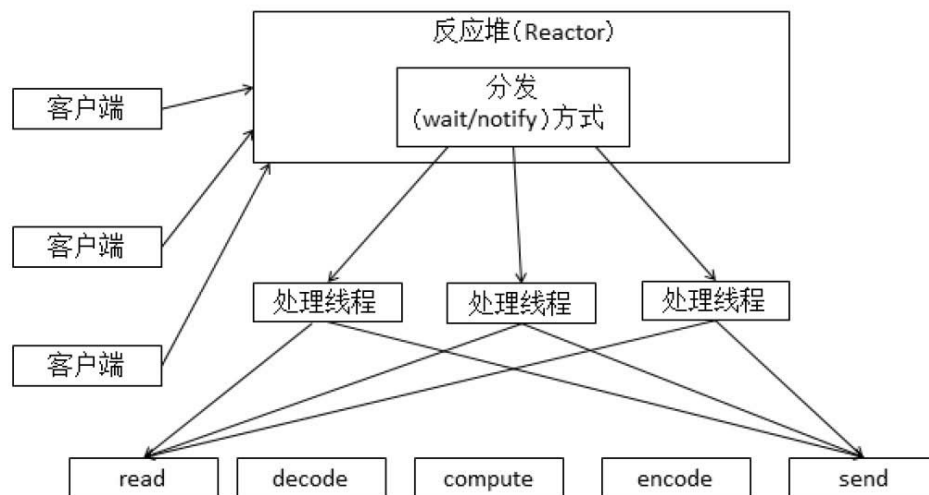 反应堆(Reactor)
分发
(wait/notify)方式
客户端
客户端
客户端
处理线程
处理线程
处理线程
read
decode
compute
encode
send